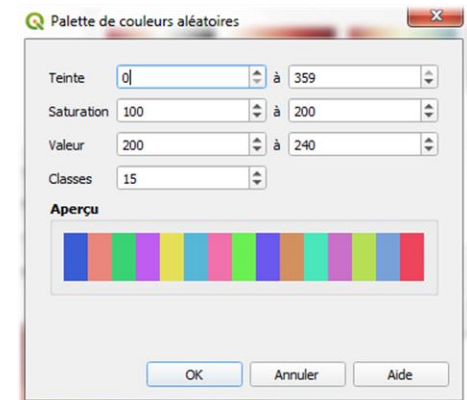 Palette de couleurs aléatoires
Teinte 0 à 359
Saturation 100 à 200
Valeur 200 à 240
Classes 15
Aperçu
OK Annuler Aide